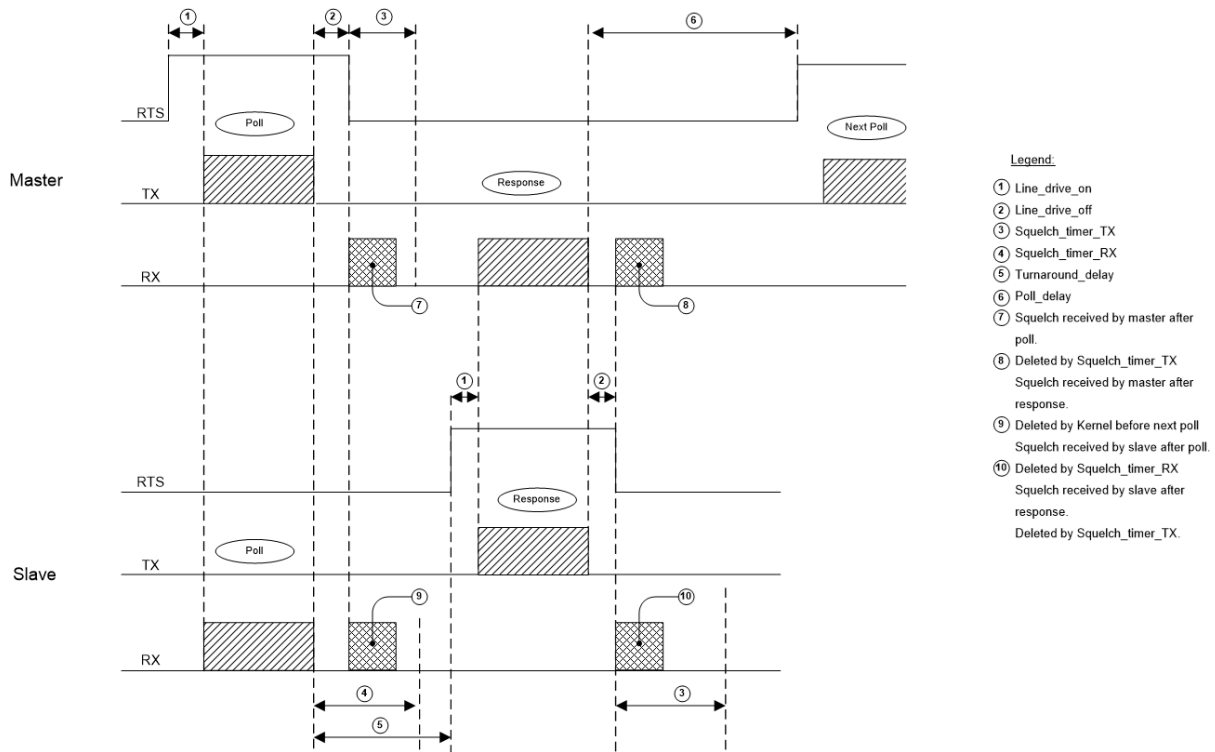 1
2
3
6
RTS
Poll
Next Poll
Master
TX
Response
RX
7
8
1
2
RTS
Response
Poll
TX
Slave
9
10
RX
4
3
5
Legend:
1 Line_drive_on
2 Line_drive_off
3 Squelch_timer_TX
4 Squelch_timer_RX
5 Turnaround_delay
6 Poll_delay
7 Squelch received by master after
poll.
8 Deleted by Squelch_timer_TX
Squelch received by master after
response.
9 Deleted by Kernel before next poll
Squelch received by slave after poll.
10 Deleted by Squelch_timer_RX
Squelch received by slave after
response.
Deleted by Squelch_timer_TX.